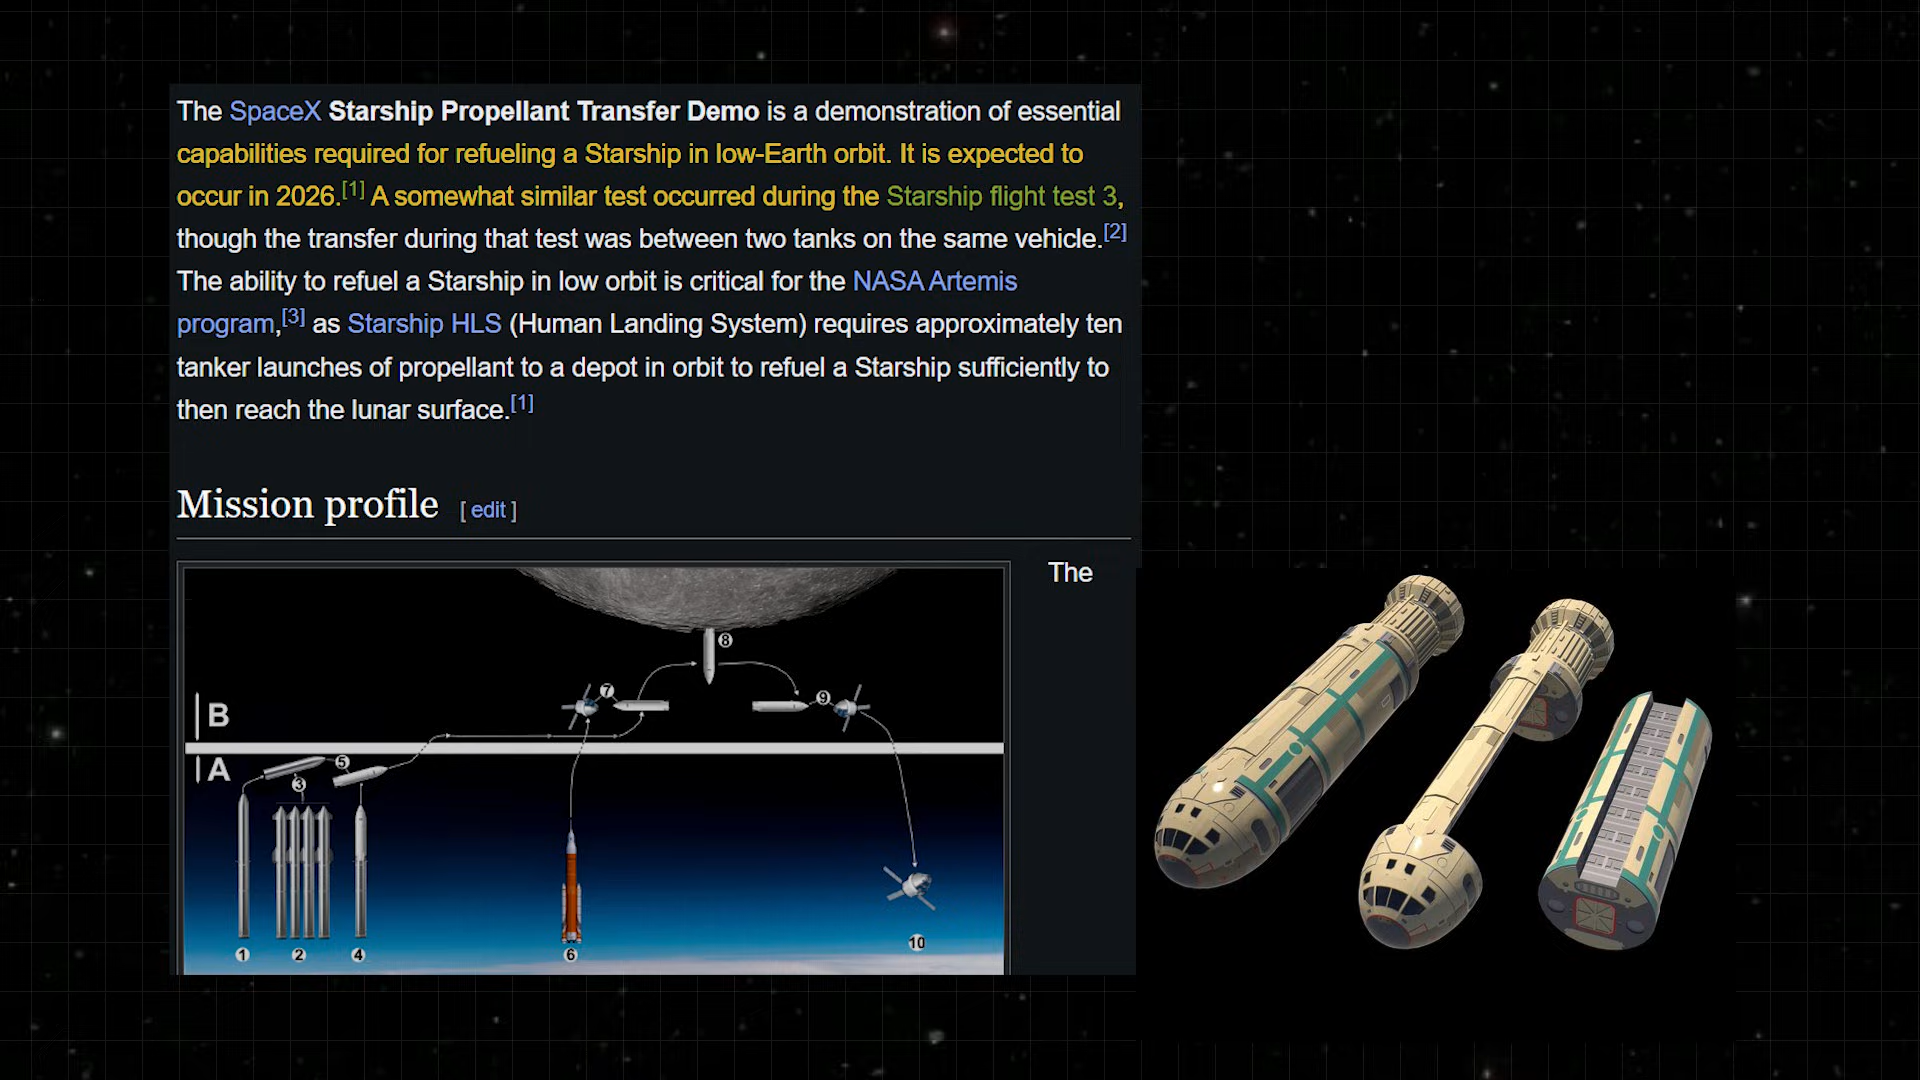 The SpaceX Starship Propellant Transfer Demo is a demonstration of essential
capabilities required for refueling a Starship in low-Earth orbit. It is expected to
occur in 2026.[1] A somewhat similar test occurred during the Starship flight test 3,
though the transfer during that test was between two tanks on the same vehicle.[2]
The ability to refuel a Starship in low orbit is critical for the NASA Artemis
program,[3] as Starship HLS (Human Landing System) requires approximately ten
tanker launches of propellant to a depot in orbit to refuel a Starship sufficiently to
then reach the lunar surface.[1]
Mission profile [ edit ]
The
8
7
9
B
A
5
3
10
1
2
4
6